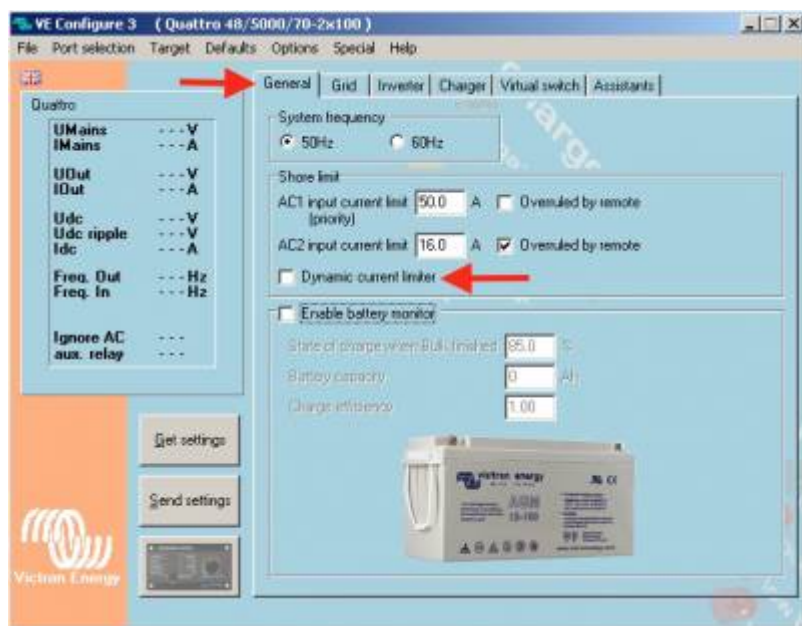 VE Configure 3 ( Quattro 48/5000/70-2x100 )
File Port selection Target Defaults Options Special Help
General Grid Inverter Charger Virtual switch Assistants
Quattro
UMains ---V
IMains ---A
UOut ---V
IOut ---A
Udc ---V
Udc ripple ---V
Idc ---A
Freq. Out ---Hz
Freq. In ---Hz
Ignore AC ---
aux. relay ---
Get settings
Send settings
Victron Energy
System frequency
50Hz 60Hz
Shore limit
AC1 input current limit 50.0 A Overruled by remote
(priority)
AC2 input current limit 16.0 A Overruled by remote
Dynamic current limiter
Enable battery monitor
State of charge when Bulk finished 85.0 %
Battery capacity 0 Ah
Charge efficiency 1.00
victron energy